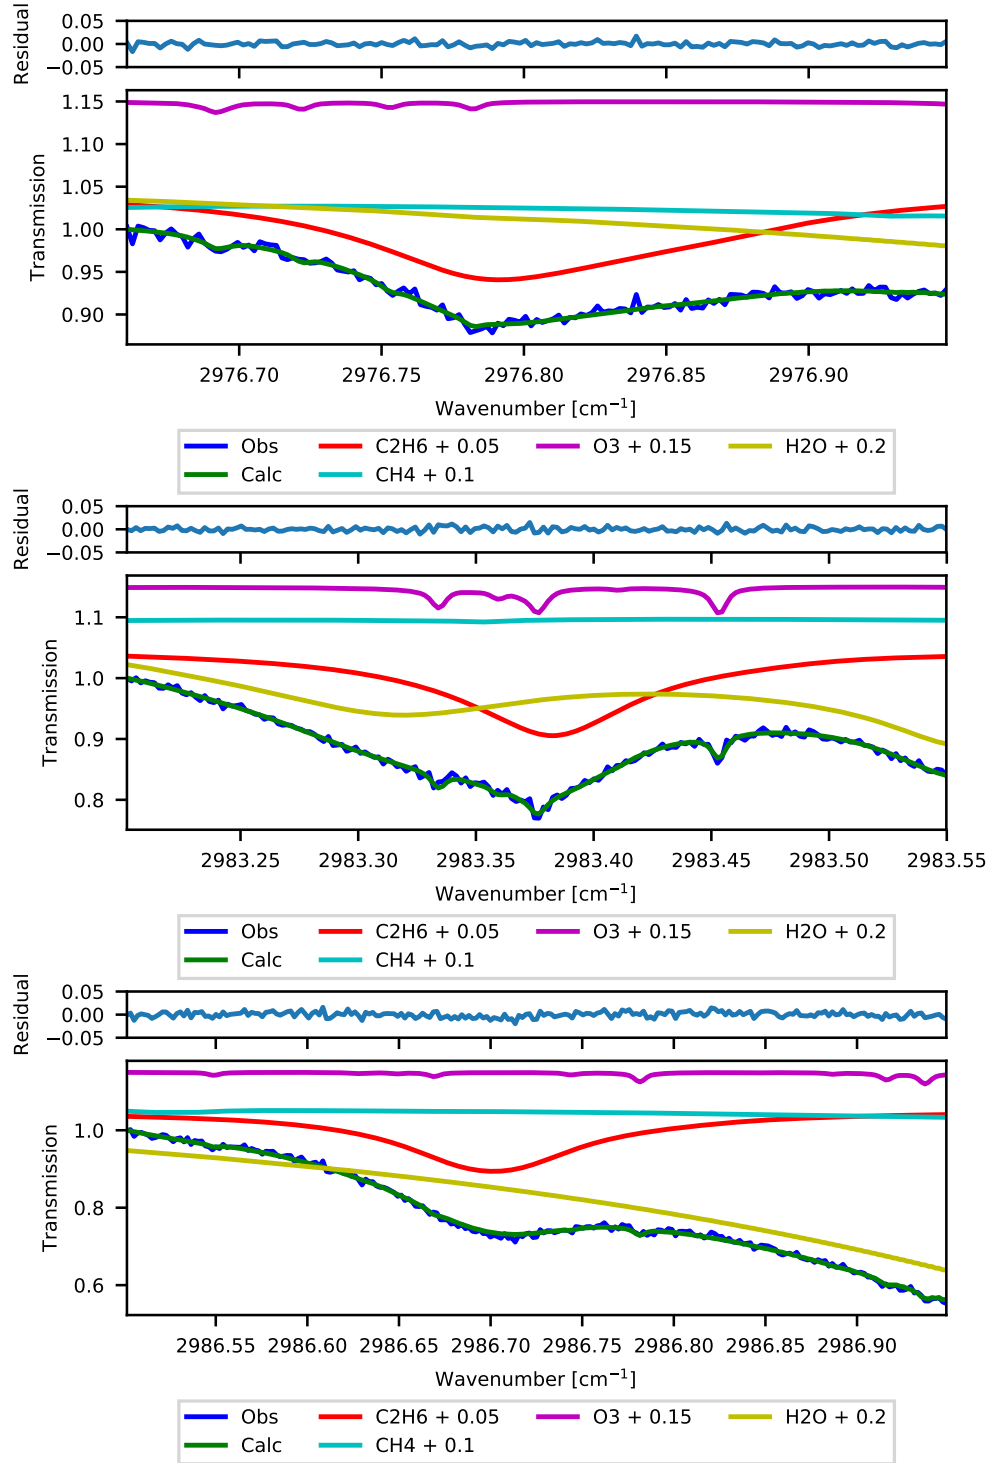 Residual
0.05
0.00
−0.05
Transmission
1.15
1.10
1.05
1.00
0.95
0.90
2976.70 2976.75 2976.80 2976.85 2976.90
Wavenumber [cm⁻¹]
Obs C2H6 + 0.05 O3 + 0.15 H2O + 0.2
Calc CH4 + 0.1
Residual
0.05
0.00
−0.05
Transmission
1.1
1.0
0.9
0.8
2983.25 2983.30 2983.35 2983.40 2983.45 2983.50 2983.55
Wavenumber [cm⁻¹]
Obs C2H6 + 0.05 O3 + 0.15 H2O + 0.2
Calc CH4 + 0.1
Residual
0.05
0.00
−0.05
Transmission
1.0
0.8
0.6
2986.55 2986.60 2986.65 2986.70 2986.75 2986.80 2986.85 2986.90
Wavenumber [cm⁻¹]
Obs C2H6 + 0.05 O3 + 0.15 H2O + 0.2
Calc CH4 + 0.1